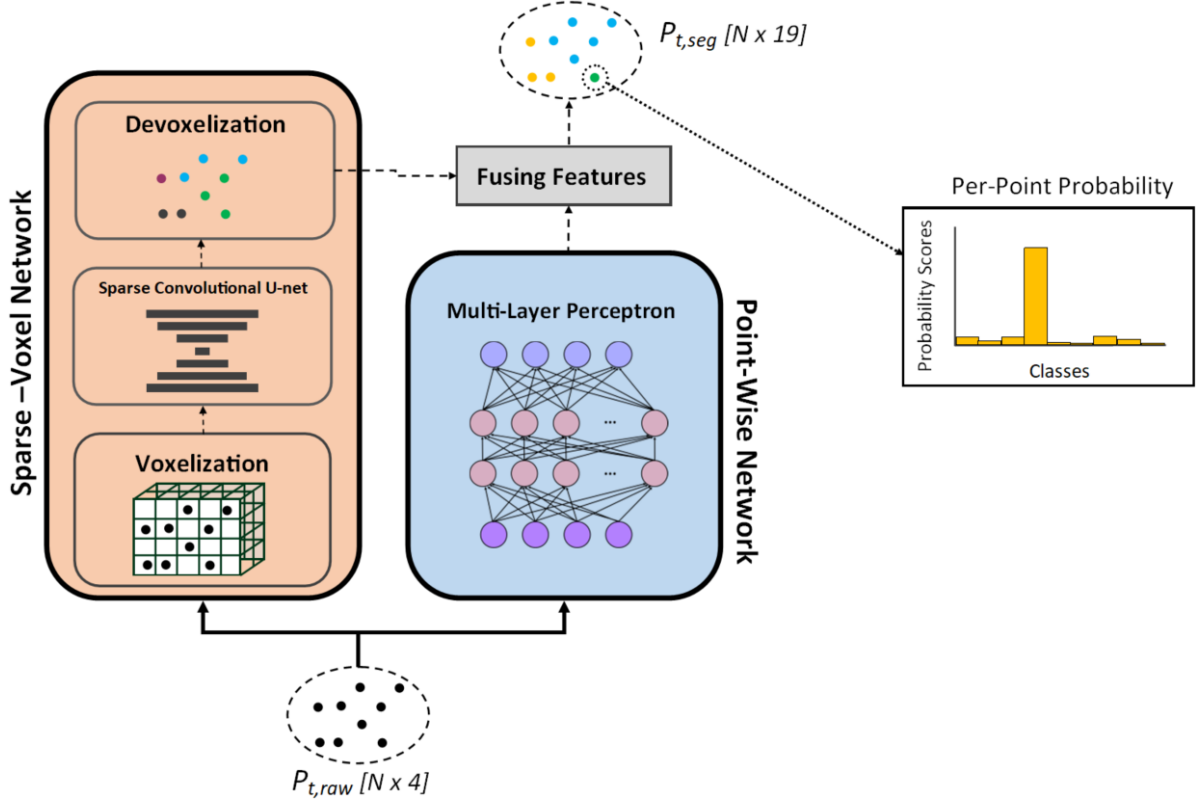 P_{t,seg} [N x 19]
Devoxelization
Fusing Features
Per-Point Probability
Probability Scores
Classes
Sparse –Voxel Network
Sparse Convolutional U-net
Multi-Layer Perceptron
...
...
Point-Wise Network
Voxelization
P_{t,raw} [N x 4]